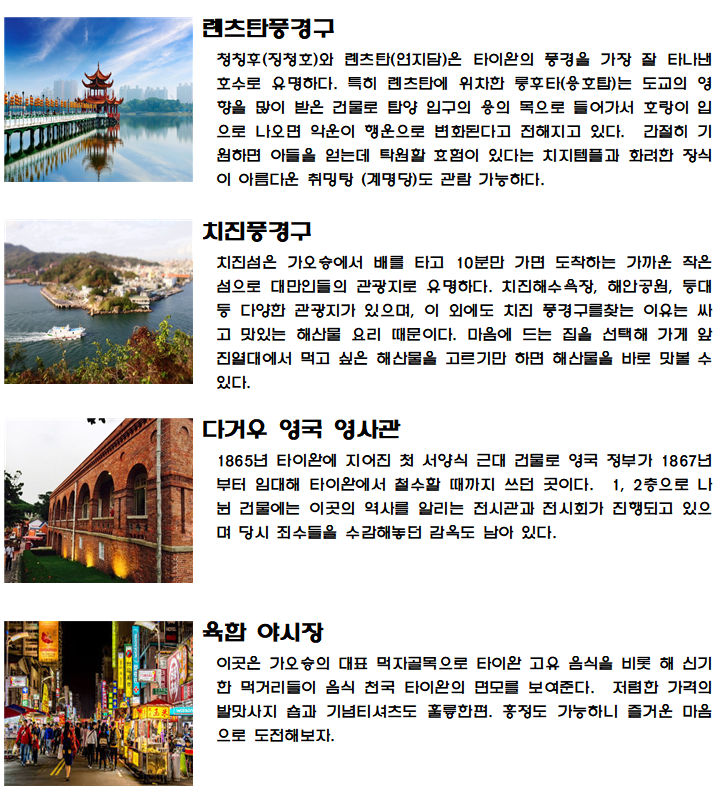 롄츠탄풍경구
청칭후(징청호)와 롄츠탄(연지담)은 타이완의 풍경을 가장 잘 타나낸
호수로 유명하다. 특히 롄츠탄에 위차한 룽후타(용호탑)는 도교의 영
향을 많이 받은 건물로 탑양 입구의 용의 목으로 들어가서 호랑이 입
으로 나오면 악운이 행운으로 변화된다고 전해지고 있다. 간절히 기
원하면 아들을 얻는데 탁원할 효험이 있다는 치지템플과 화려한 장식
이 아름다운 취밍탕 (계명당)도 관람 가능하다.
치진풍경구
치진섬은 가오슝에서 배를 타고 10분만 가면 도착하는 가까운 작은
섬으로 대만인들의 관광지로 유명하다. 치진해수욕장, 해안공원, 등대
등 다양한 관광지가 있으며, 이 외에도 치진 풍경구를찾는 이유는 싸
고 맛있는 해산물 요리 때문이다. 마음에 드는 집을 선택해 가게 앞
진열대에서 먹고 싶은 해산물을 고르기만 하면 해산물을 바로 맛볼 수
있다.
다거우 영국 영사관
1865년 타이완에 지어진 첫 서양식 근대 건물로 영국 정부가 1867년
부터 임대해 타이완에서 철수할 때까지 쓰던 곳이다. 1, 2층으로 나
뉜 건물에는 이곳의 역사를 알리는 전시관과 전시회가 진행되고 있으
며 당시 죄수들을 수감해놓던 감옥도 남아 있다.
육합 야시장
이곳은 가오슝의 대표 먹자골목으로 타이완 고유 음식을 비롯 해 신기
한 먹거리들이 음식 천국 타이완의 면모를 보여준다. 저렴한 가격의
발맛사지 숍과 기념티셔츠도 훌륭한편. 흥정도 가능하니 즐거운 마음
으로 도전해보자.